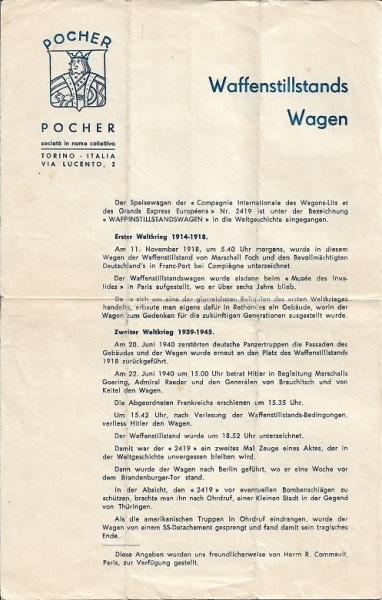 POCHER
POCHER
società in nome collettivo
TORINO - ITALIA
VIA LUCENTO, 2
Waffenstillstands
Wagen
Der Speisewagen der « Compagnie Internationale des Wagons-Lits et
des Grands Express Européens » Nr. 2419 ist unter der Bezeichnung
« WAFFINSTILLSTANDSWAGEN » in die Weltgeschichte eingegangen.
Erster Weltkrieg 1914-1918.
Am 11. November 1918, um 5.40 Uhr morgens, wurde in diesem
Wagen der Waffenstillstand von Marschall Foch und den Bevollmächtigten
Deutschland's in Franc-Port bei Compiègne unterzeichnet.
Der Waffenstillstandswagen wurde alsdann beim « Musée des Inva-
lides » in Paris aufgestellt, wo er über sechs Jahre blieb.
Da es sich um eine der glorreichsten Reliquien des ersten Weltkrieges
handelte, erbaute man eigens dafür in Rethondes ein Gebäude, worin der
Wagen zum Gedenken für die zukünftigen Generationen ausgestellt wurde.
Zweiter Weltkrieg 1939-1945.
Am 20. Juni 1940 zerstörten deutsche Panzertruppen die Fassaden des
Gebäudes und der Wagen wurde erneut an den Platz des Waffenstillstands
1918 zurückgeführt.
Am 22. Juni 1940 um 15.00 Uhr betrat Hitler in Begleitung Marschalls
Goering, Admiral Raeder und den Generälen von Brauchitsch und von
Keitel den Wagen.
Die Abgeordneten Frankreichs erschienen um 15.35 Uhr.
Um 15.42 Uhr, nach Verlesung der Waffenstillstands-Bedingungen,
verliess Hitler den Wagen.
Der Waffenstillstand wurde um 18.52 Uhr unterzeichnet.
Damit war der « 2419 » ein zweites Mal Zeuge eines Aktes, der in
der Weltgeschichte unvergessen bleiben wird.
Dann wurde der Wagen nach Berlin geführt, wo er eine Woche vor
dem Brandenburger-Tor stand.
In der Absicht, den « 2419 » vor eventuellen Bombenschlägen zu
schützen, brachte man ihn nach Ohrdruf, einer Kleinen Stadt in der Gegend
von Thüringen.
Als die amerikanischen Truppen in Ohrdruf eindrangen, wurde der
Wagen von einem SS-Detachement gesprengt und fand damit sein tragisches
Ende.
Diese Angaben wurden uns freundlicherweise von Herrn R. Commault,
Paris, zur Verfügung gestellt.